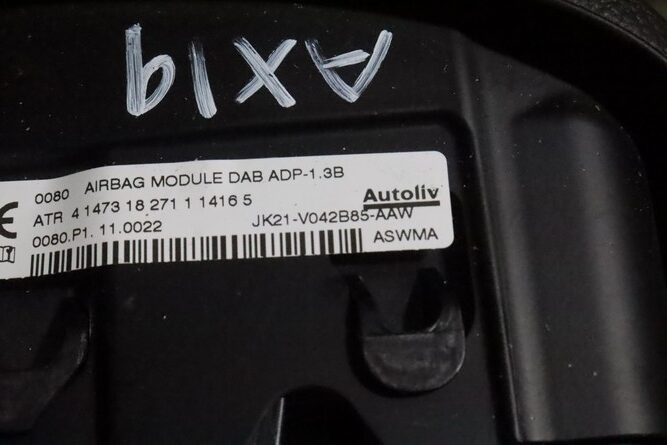 AX19
0080 AIRBAG MODULE DAB ADP-1.3B
Autoliv
ATR 4 1473 18 271 1 1416 5
JK21-V042B85-AAW
0080.P1. 11.0022
ASWMA